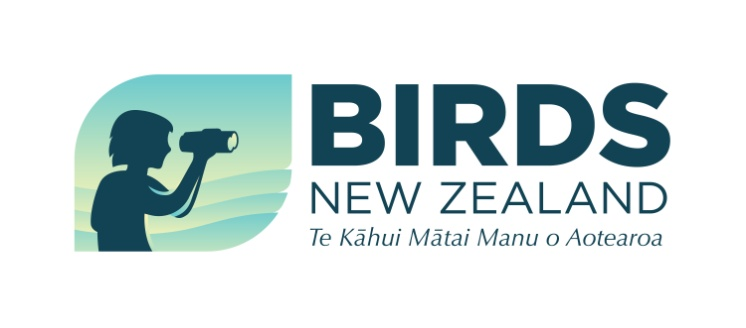 BIRDS
NEW ZEALAND
Te Kāhui Mātai Manu o Aotearoa